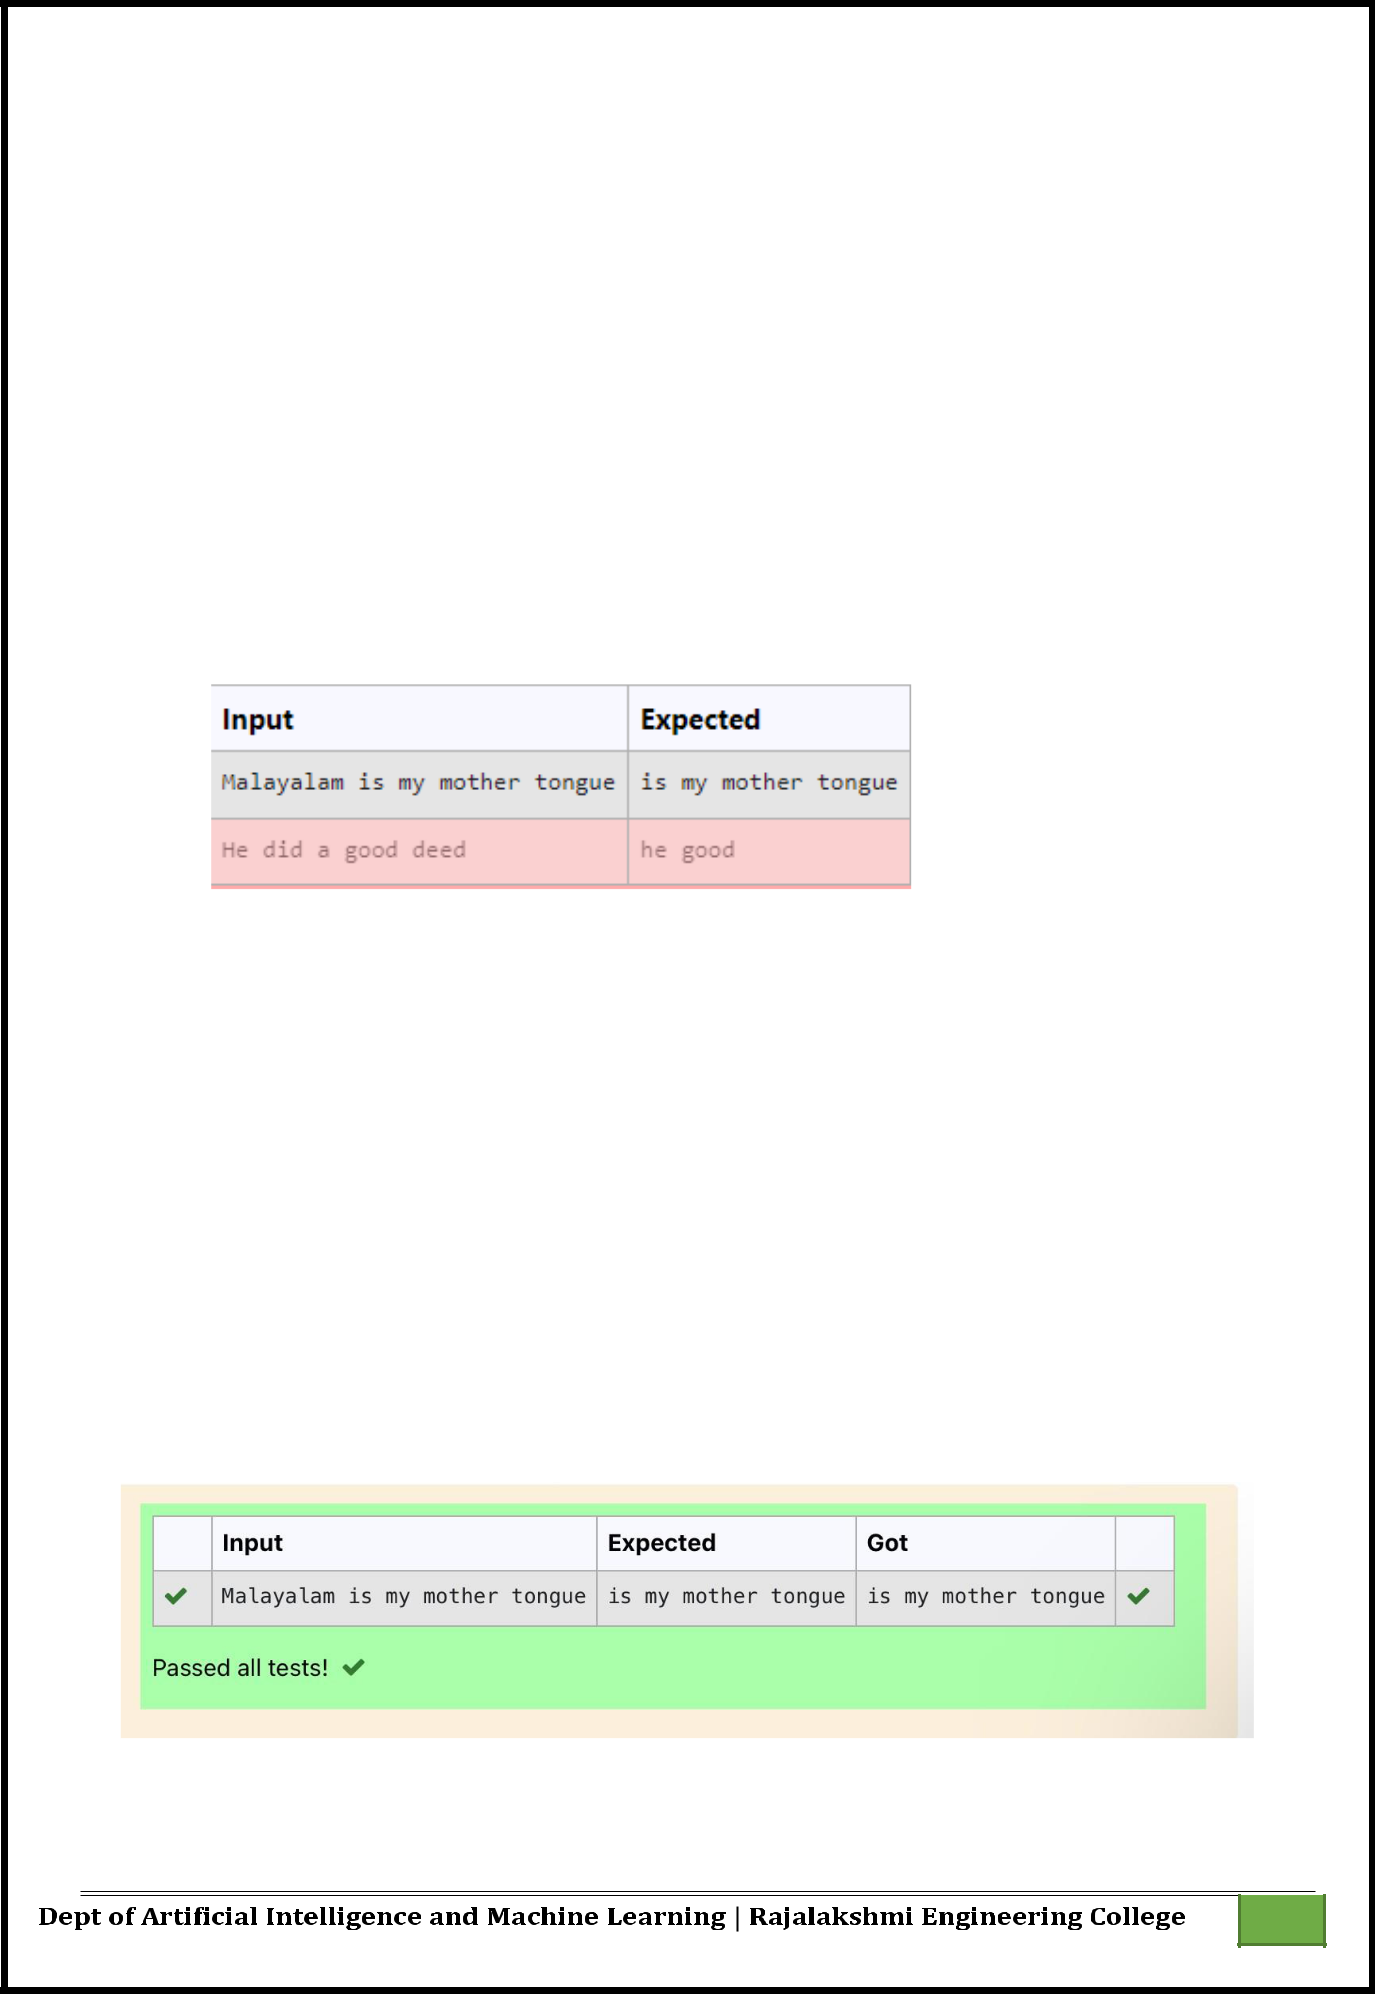 Input Expected
Malayalam is my mother tongue is my mother tongue
He did a good deed he good
Input Expected Got
Malayalam is my mother tongue is my mother tongue is my mother tongue
Passed all tests!
Dept of Artificial Intelligence and Machine Learning | Rajalakshmi Engineering College